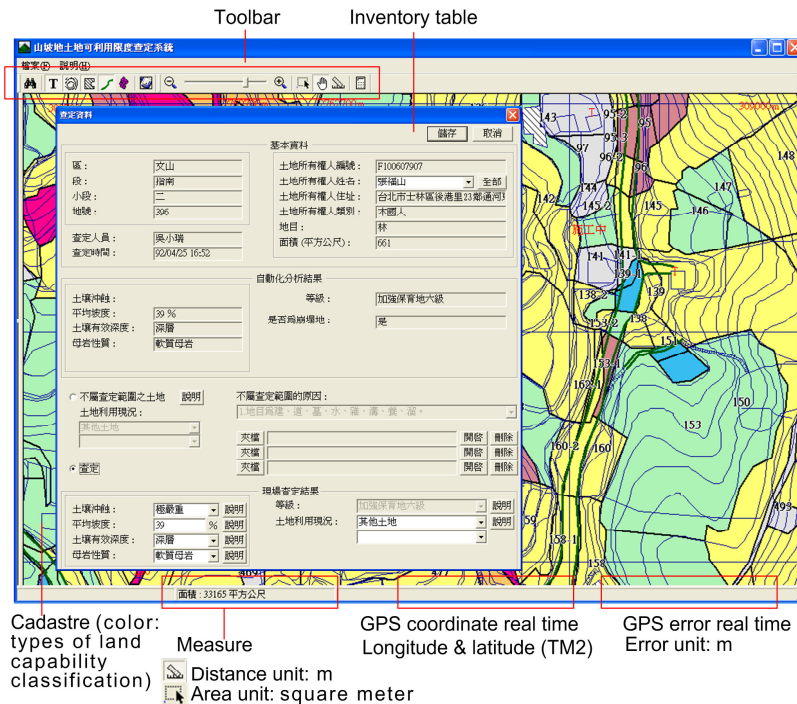 Toolbar
Inventory table
山坡地土地可利用限度查定系統
檔案(F) 說明(H)
309000m
查定資料
儲存 取消
基本資料
區： 文山
段： 指南
小段： 二
地號： 396
土地所有權人編號： F100607907
土地所有權人姓名： 張福山 全部
土地所有權人住址： 台北市士林區後港里23鄰通河
土地所有權人類別： 本國人
地目： 林
面積 (平方公尺)： 661
查定人員： 吳小瑞
查定時間： 92/04/25 16:52
自動化分析結果
土壤沖蝕：
平均坡度： 39 %
土壤有效深度： 深層
母岩性質： 軟質母岩
等級： 加強保育地六級
是否為崩塌地： 是
不屬查定範圍之土地 說明
土地利用現況：
其他土地
不屬查定範圍的原因：
1.地目為建、道、墓、水、雜、溝、養、溜。
夾檔 開啟 刪除
夾檔 開啟 刪除
夾檔 開啟 刪除
查定
現場查定結果
土壤沖蝕： 極嚴重 說明
平均坡度： 39 % 說明
土壤有效深度： 深層 說明
母岩性質： 軟質母岩 說明
等級： 加強保育地六級 說明
土地利用現況： 其他土地 說明
143
95-2
95
97
95-3
96-2
96
148
144
147
142
145-2
145
146
施工中
141
141-1
139-1
138-2
139
153-2
138
151
153-1
162-1
150
153
160-2
160
493
159
158-1
158
469
477
面積 : 33165 平方公尺
Cadastre (color:
types of land
capability
classification)
Measure
Distance unit: m
Area unit: square meter
GPS coordinate real time
Longitude & latitude (TM2)
GPS error real time
Error unit: m